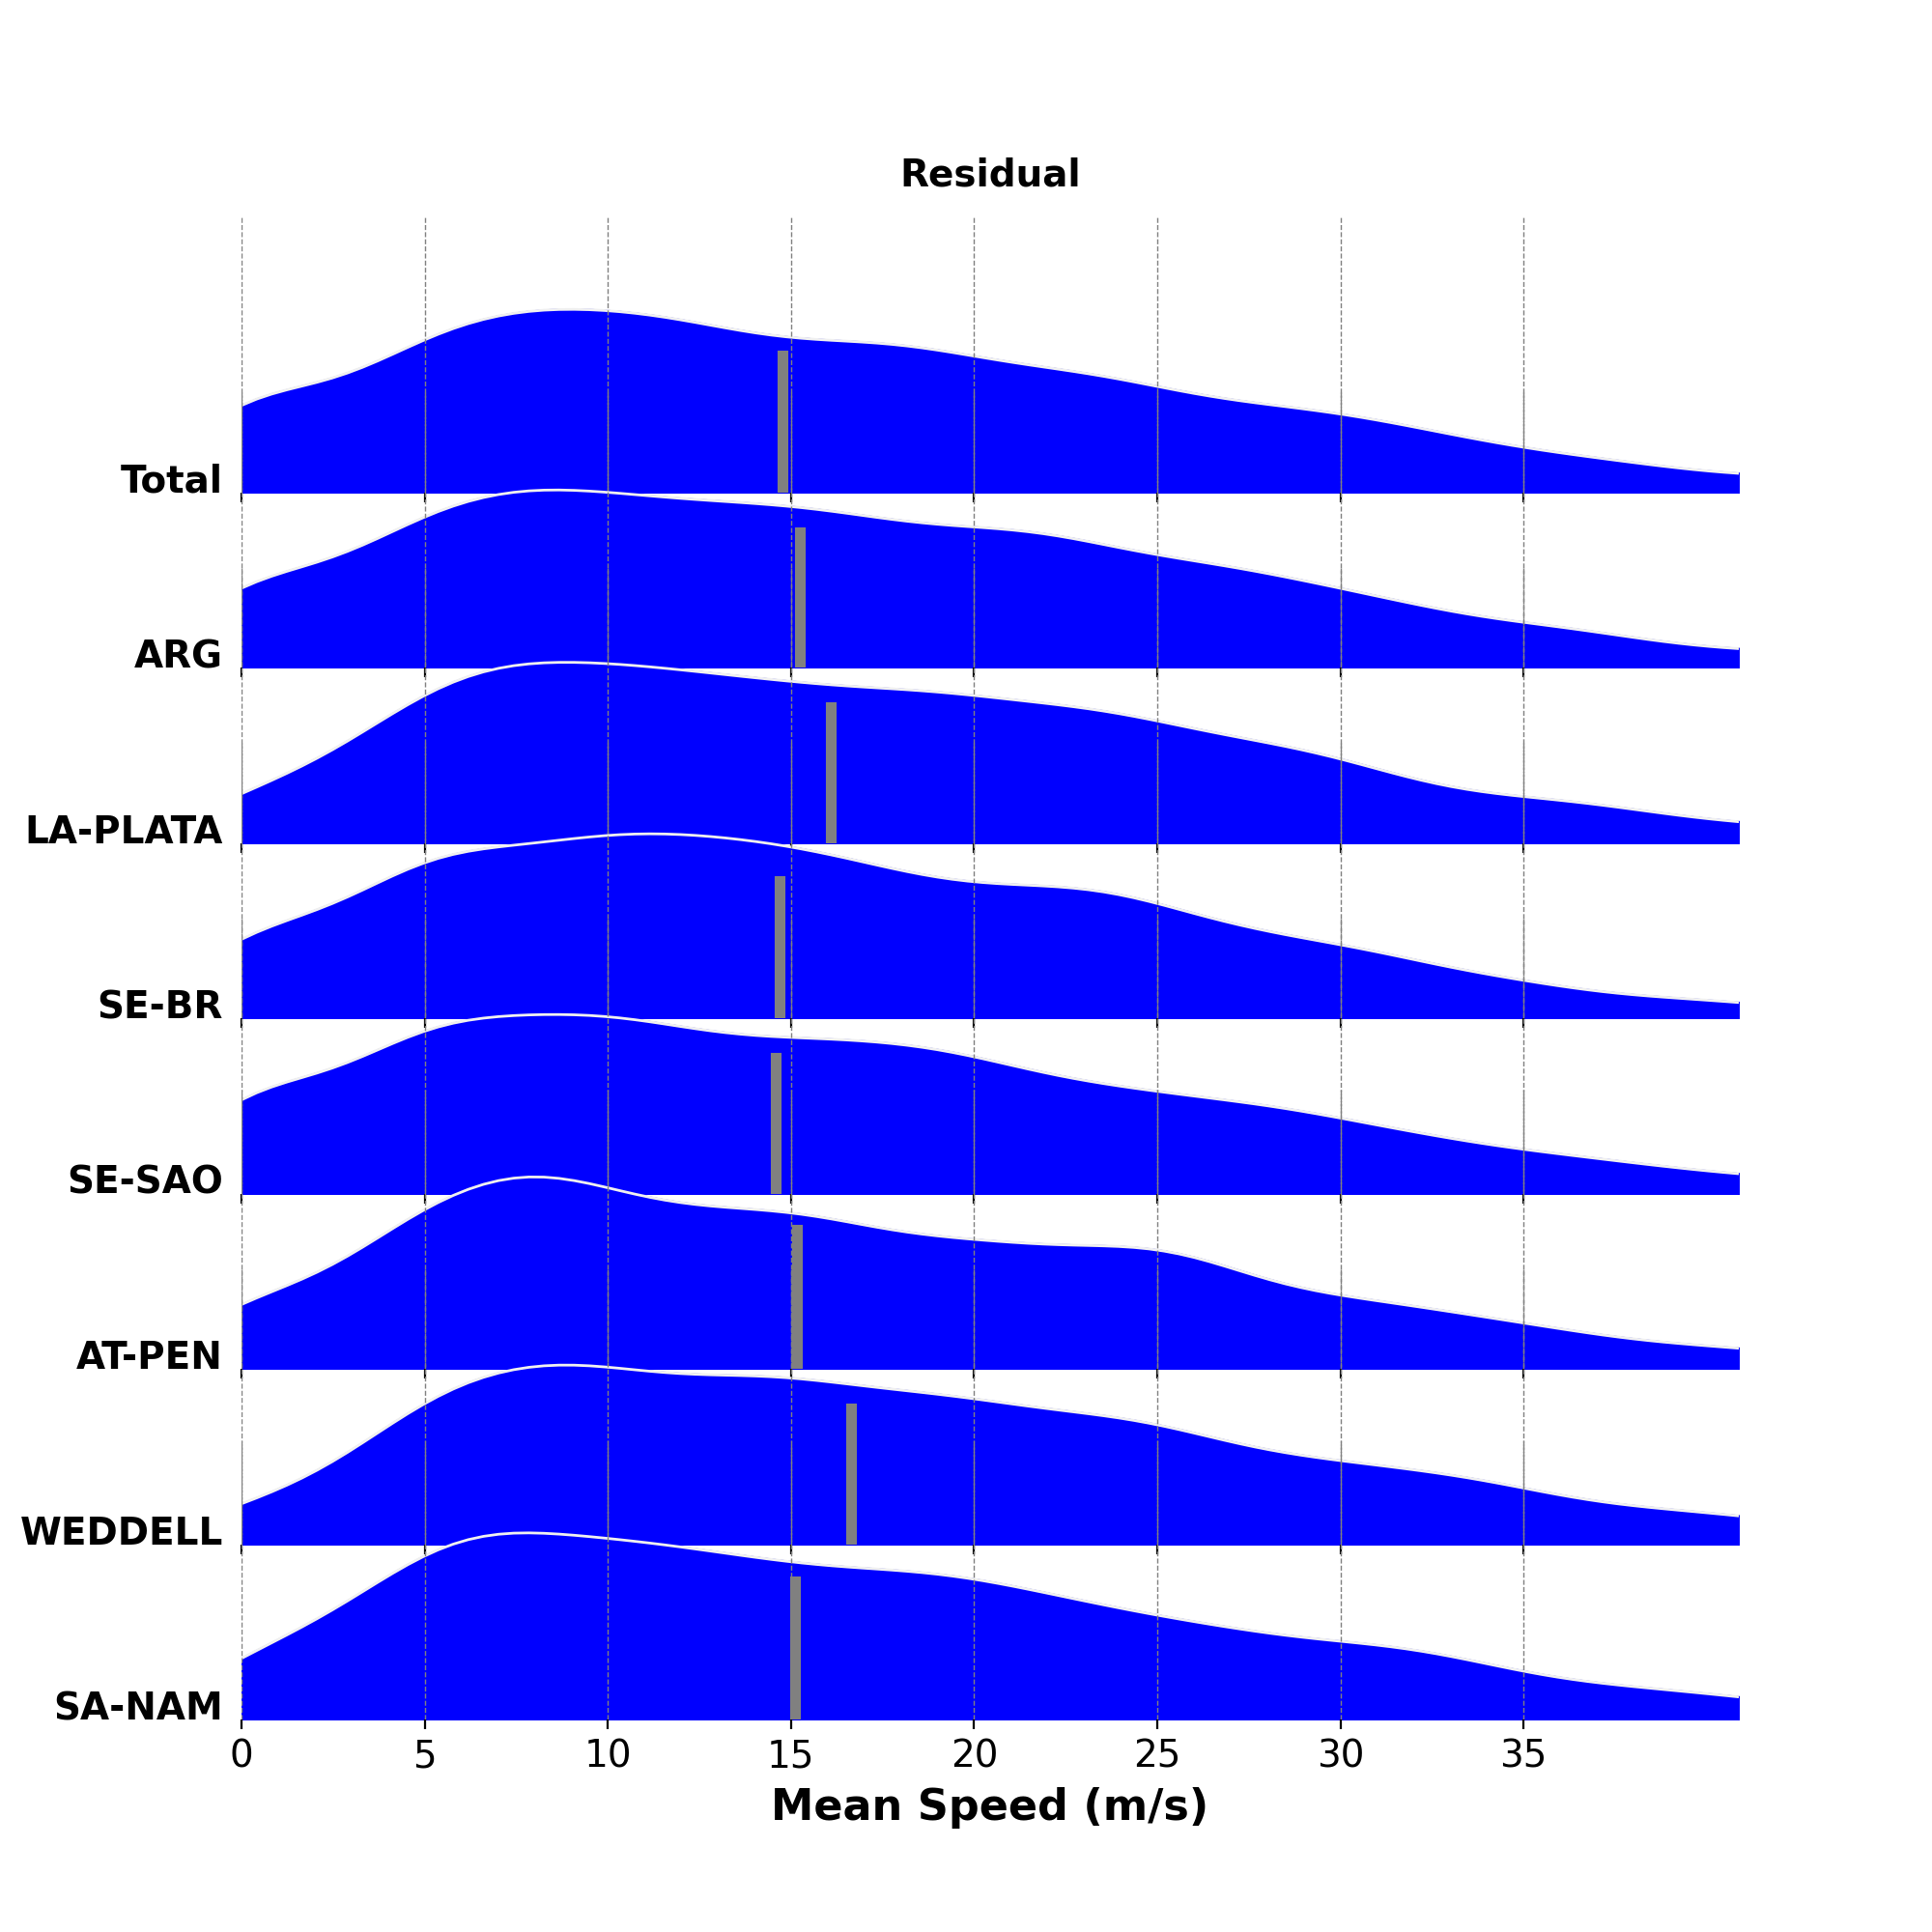 Residual
Total
ARG
LA-PLATA
SE-BR
SE-SAO
AT-PEN
WEDDELL
SA-NAM
0 5 10 15 20 25 30 35
Mean Speed (m/s)